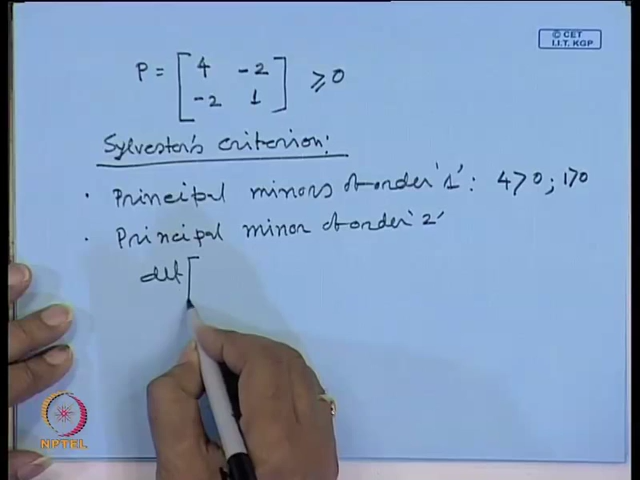 © CET
I.I.T. KGP
P = [ 4 -2
-2 1 ] ≥ 0
Sylvester's criterion:
· Principal minors of order '1': 4>0; 1>0
· Principal minor of order '2'
det [
NPTEL